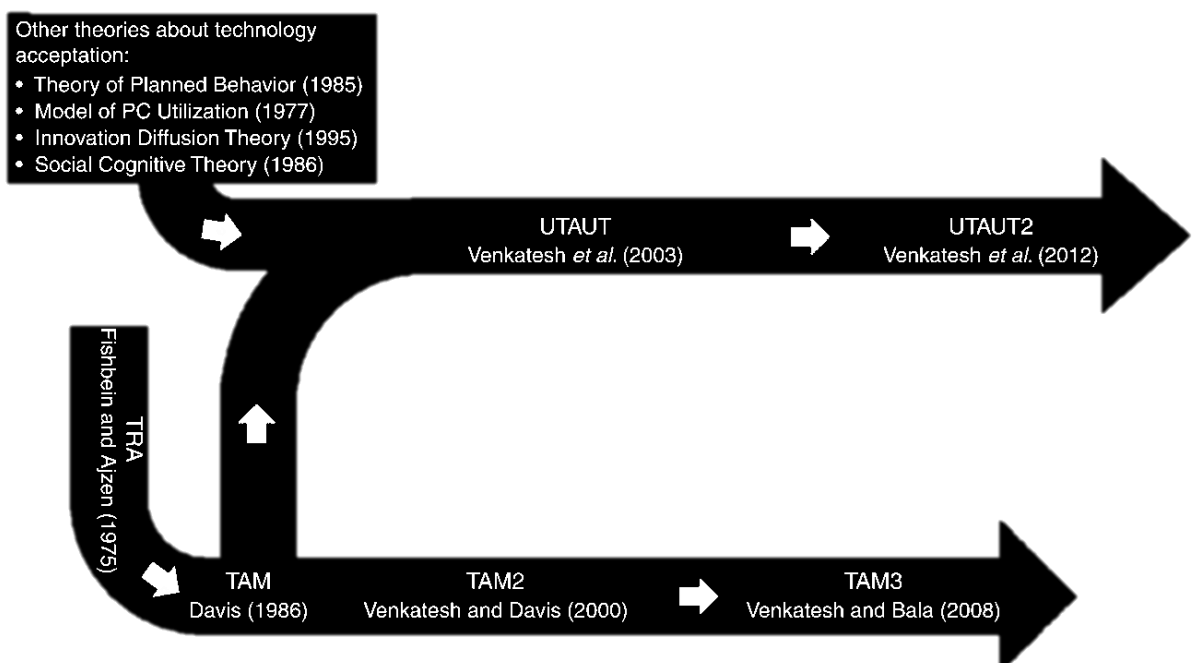 Other theories about technology
acceptation:
• Theory of Planned Behavior (1985)
• Model of PC Utilization (1977)
• Innovation Diffusion Theory (1995)
• Social Cognitive Theory (1986)
UTAUT
Venkatesh et al. (2003)
UTAUT2
Venkatesh et al. (2012)
TRA
Fishbein and Ajzen (1975)
TAM
Davis (1986)
TAM2
Venkatesh and Davis (2000)
TAM3
Venkatesh and Bala (2008)